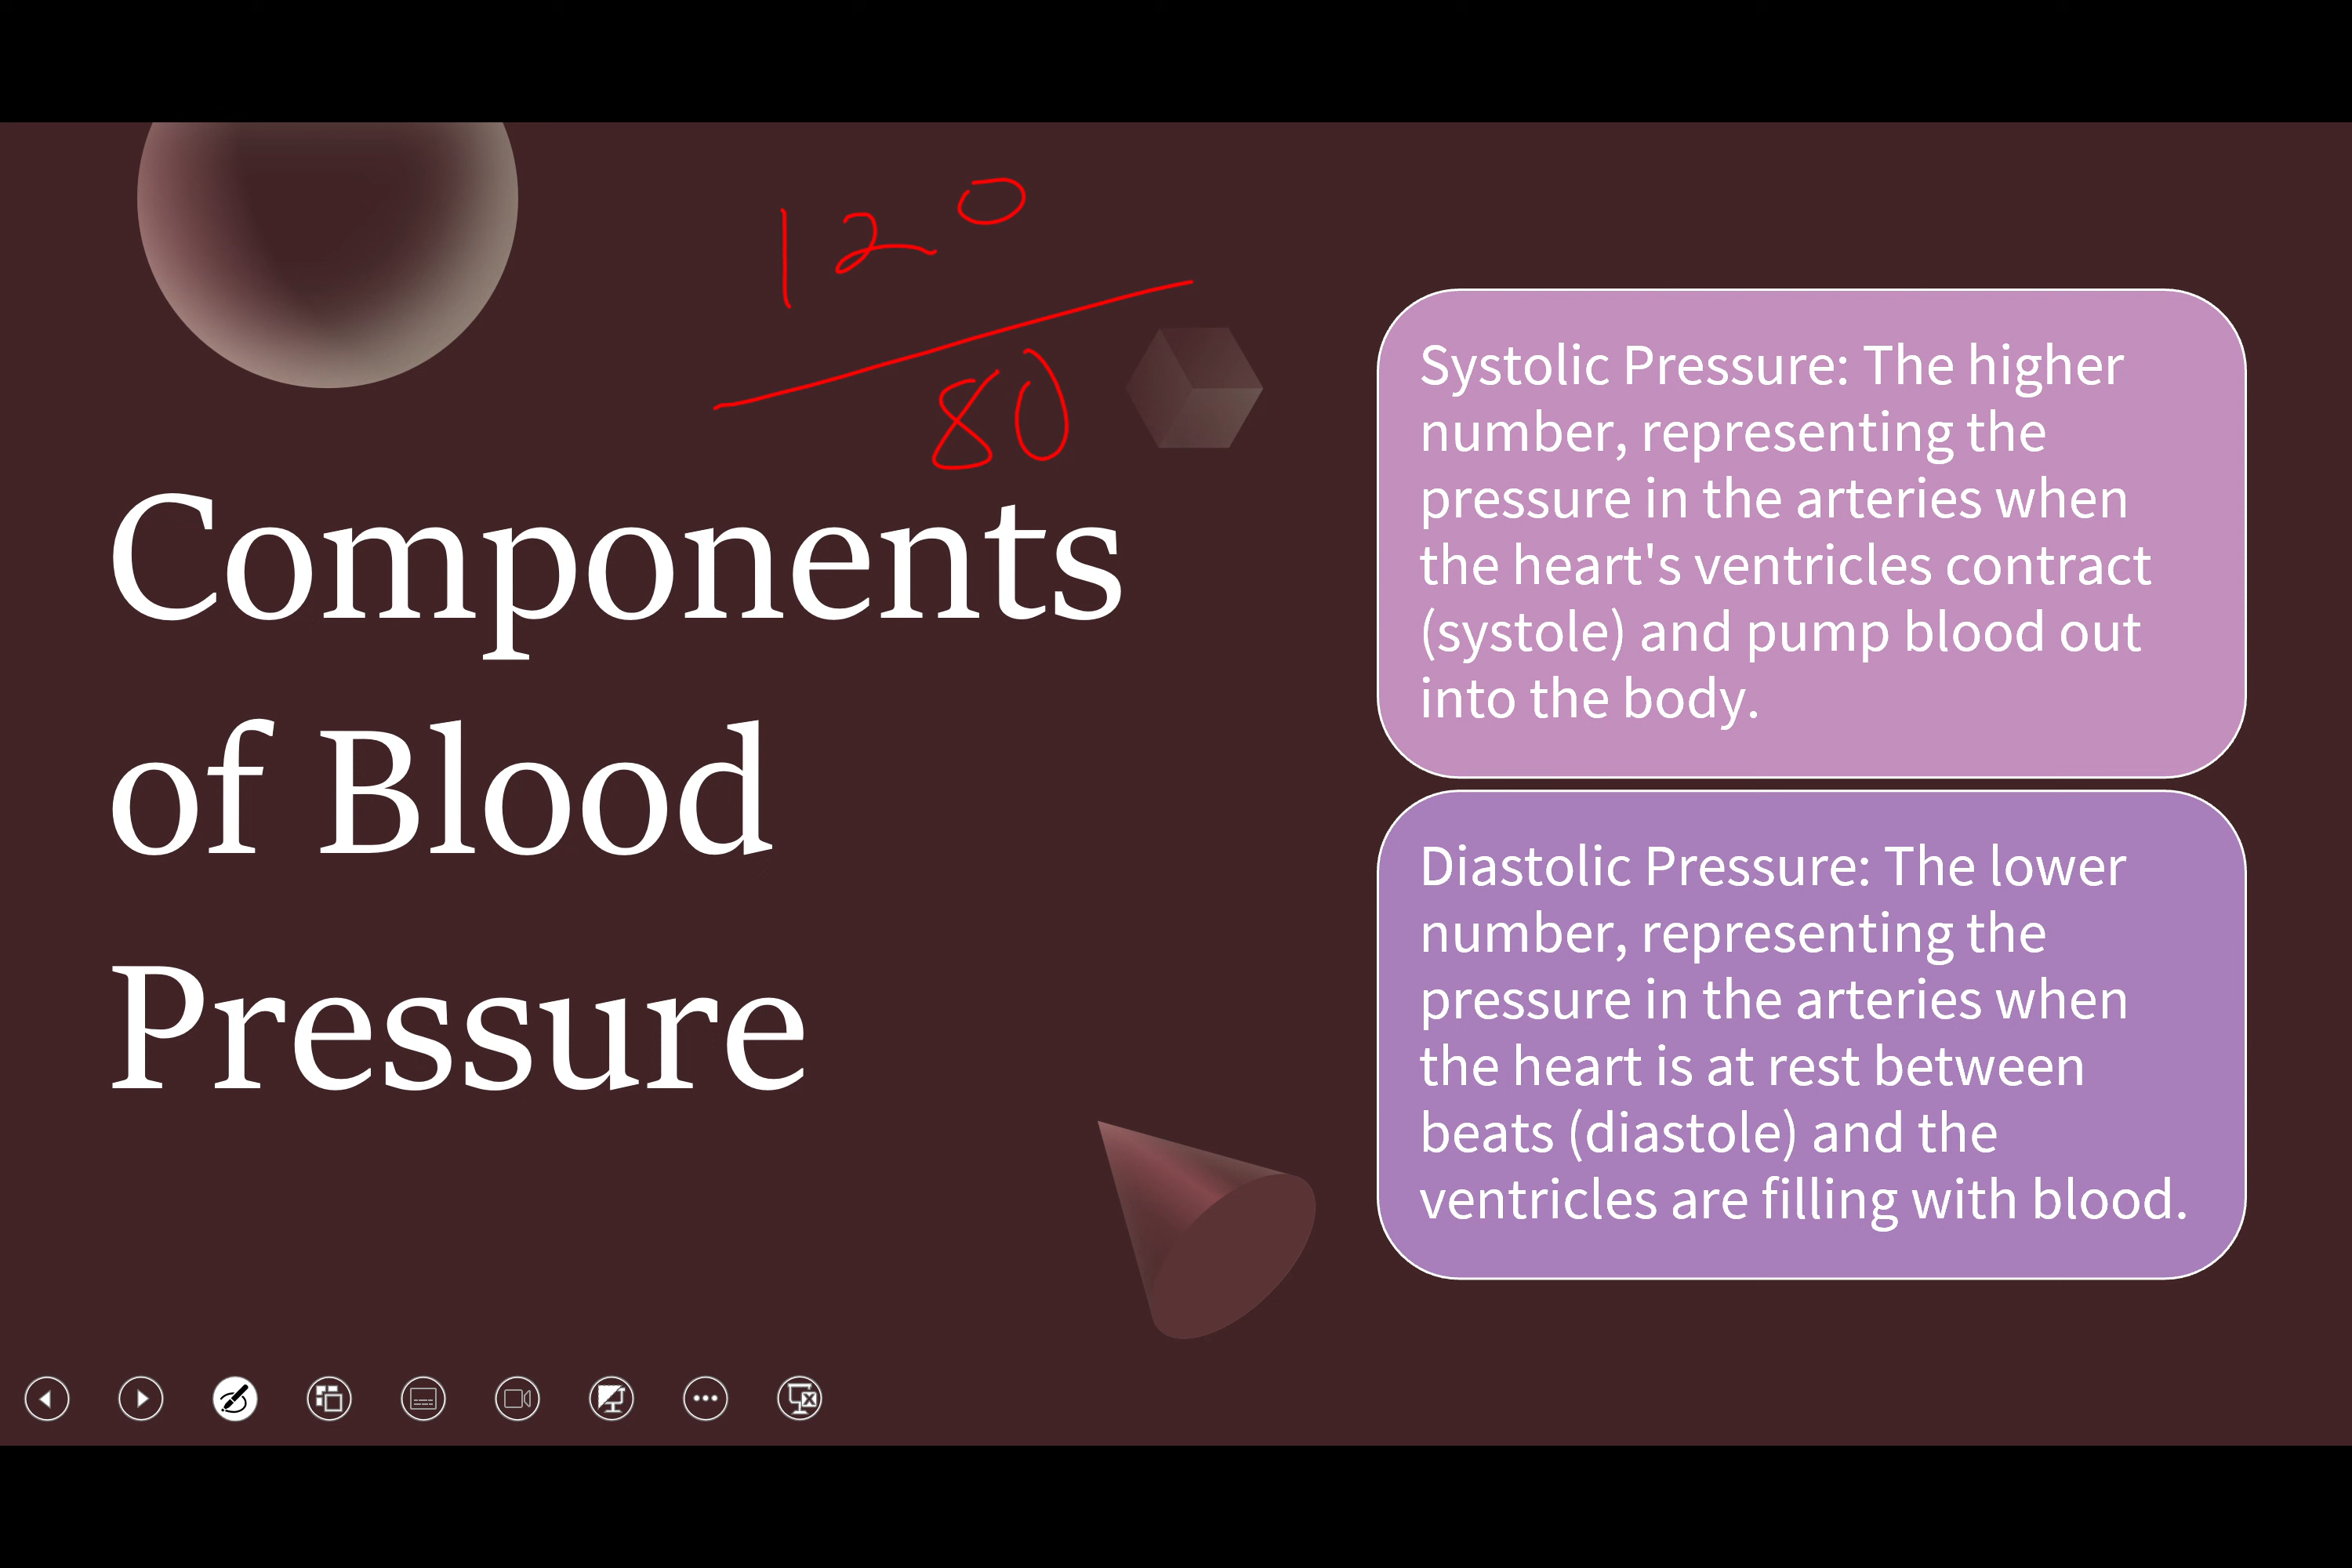 120
80
Components
of Blood
Pressure
Systolic Pressure: The higher
number, representing the
pressure in the arteries when
the heart's ventricles contract
(systole) and pump blood out
into the body.
Diastolic Pressure: The lower
number, representing the
pressure in the arteries when
the heart is at rest between
beats (diastole) and the
ventricles are filling with blood.